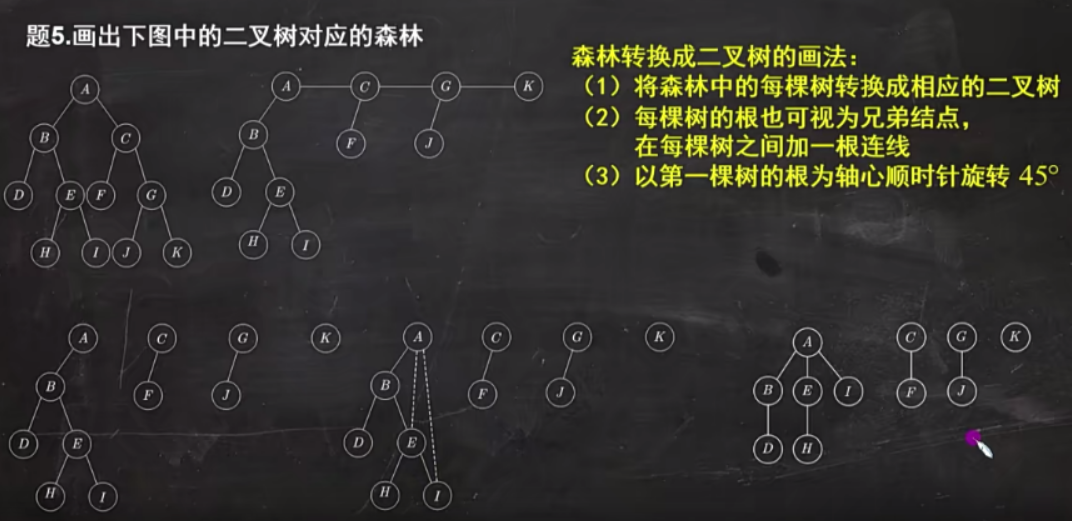 题5.画出下图中的二叉树对应的森林
森林转换成二叉树的画法：
（1）将森林中的每棵树转换成相应的二叉树
（2）每棵树的根也可视为兄弟结点，
在每棵树之间加一根连线
（3）以第一棵树的根为轴心顺时针旋转 45°
A
B C
D E F G
H I J K
A C G K
B F J
D E
H I
A C G K
B F J
D E
H I
A C G K
B F J
D E
H I
A C G K
B E I F J
D H